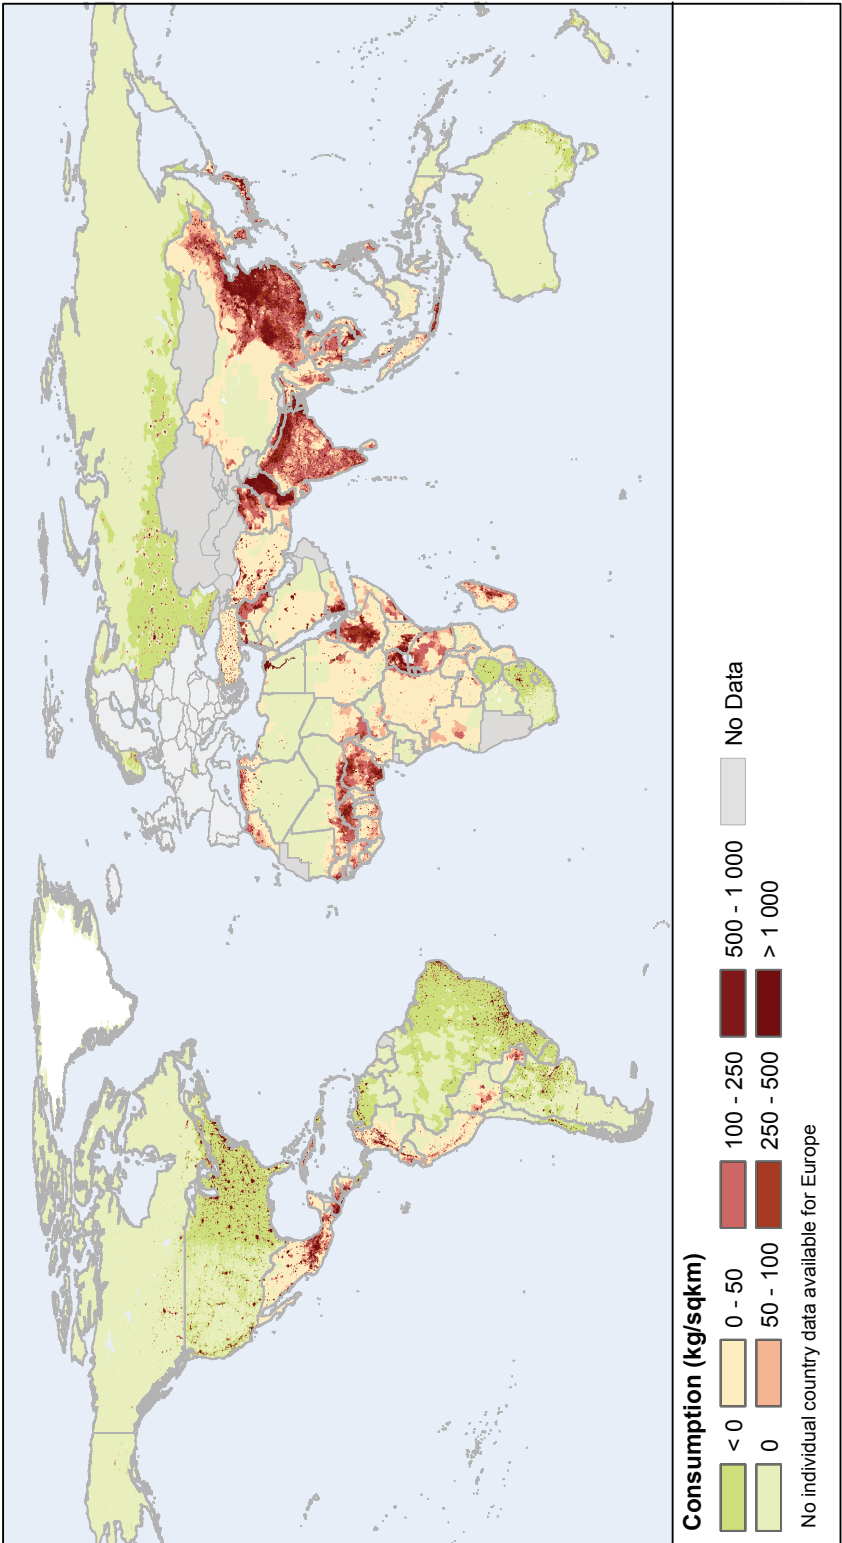 Consumption (kg/sqkm)
< 0
0 - 50
100 - 250
500 - 1 000
No Data
0
50 - 100
250 - 500
> 1 000
No individual country data available for Europe